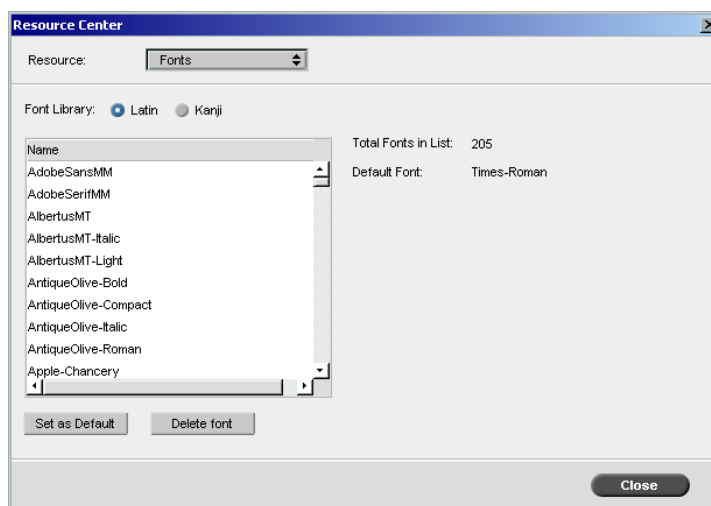 Resource Center
Resource: Fonts
Font Library: Latin Kanji
Name
AdobeSansMM
AdobeSerifMM
AlbertusMT
AlbertusMT-Italic
AlbertusMT-Light
AntiqueOlive-Bold
AntiqueOlive-Compact
AntiqueOlive-Italic
AntiqueOlive-Roman
Apple-Chancery
Total Fonts in List: 205
Default Font: Times-Roman
Set as Default Delete font
Close